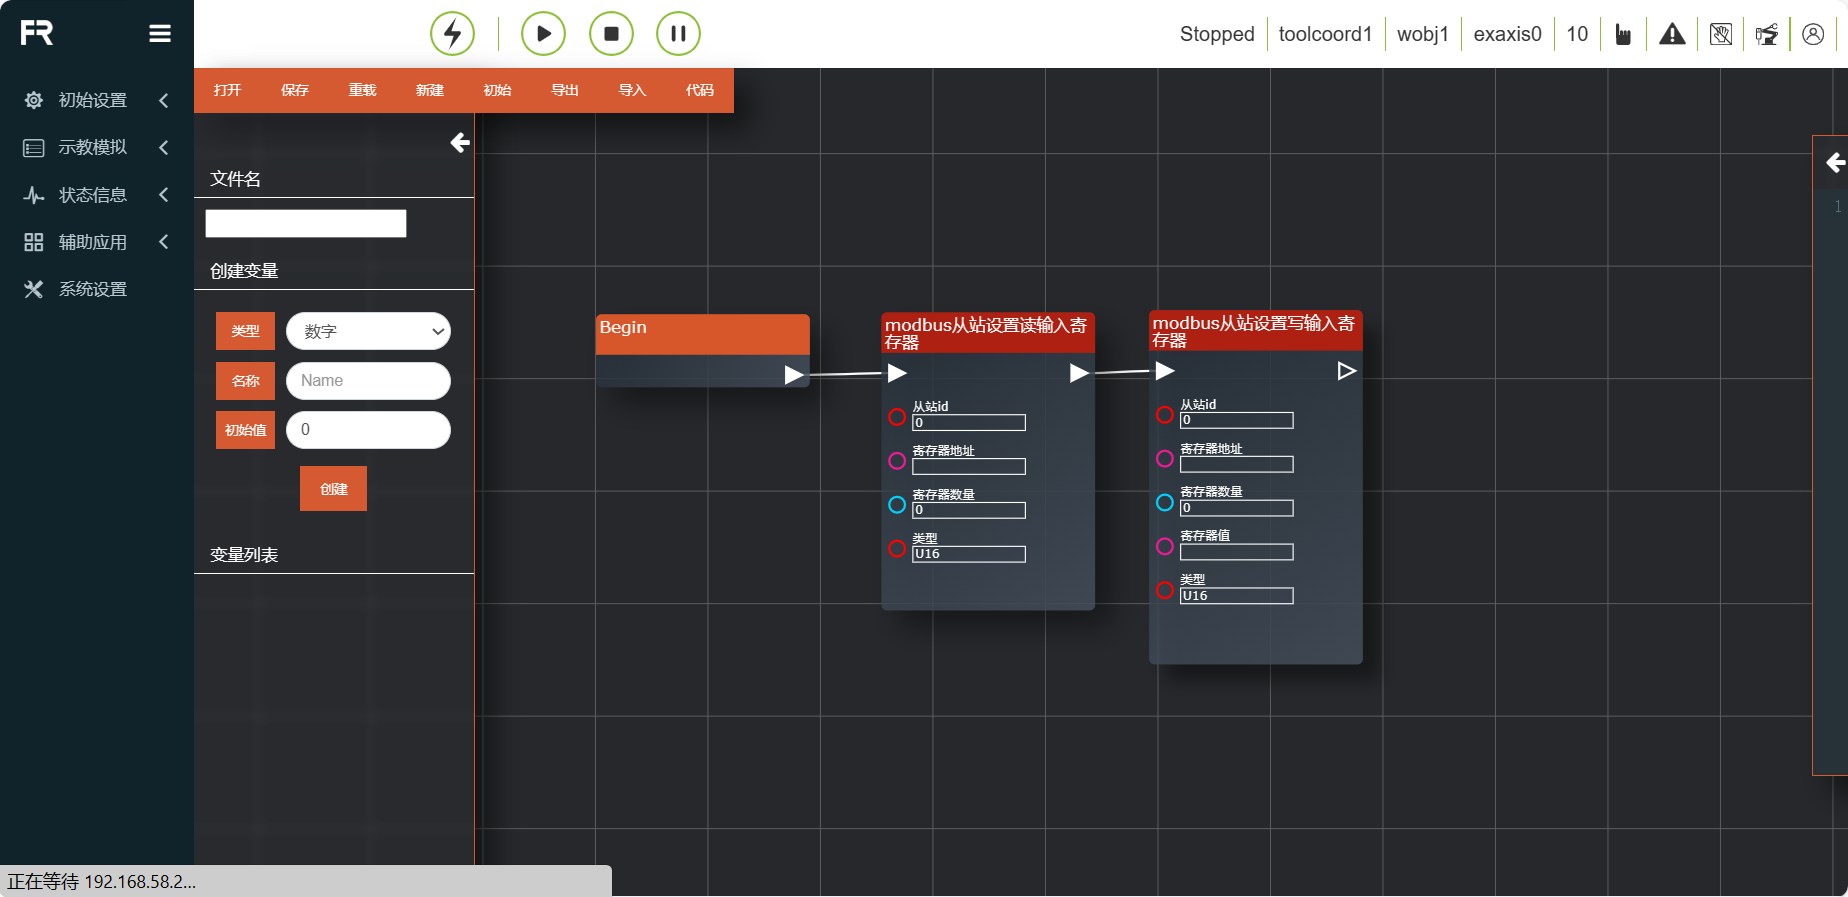 FR
Stopped
toolcoord1
wobj1
exaxis0
10
初始设置
示教模拟
状态信息
辅助应用
系统设置
打开
保存
重载
新建
初始
导出
导入
代码
文件名
创建变量
类型
数字
名称
Name
初始值
0
创建
变量列表
Begin
modbus从站设置读输入寄
存器
从站id
0
寄存器地址
寄存器数量
0
类型
U16
modbus从站设置写输入寄
存器
从站id
0
寄存器地址
寄存器数量
0
寄存器值
类型
U16
1
正在等待 192.168.58.2...